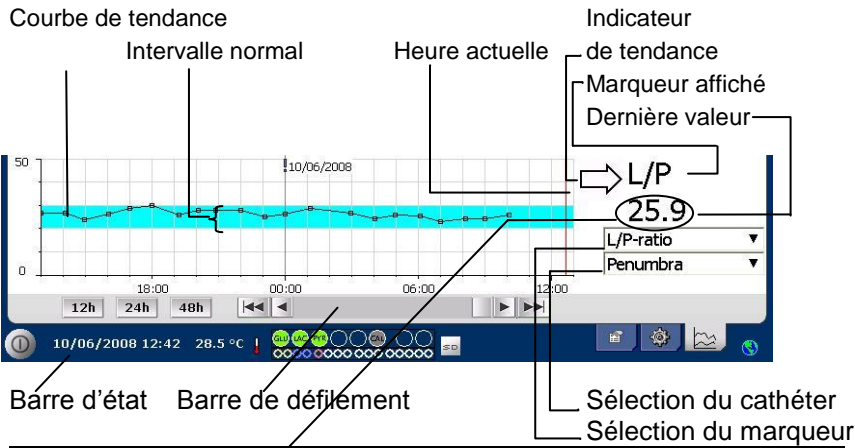 Courbe de tendance
Indicateur
de tendance
Intervalle normal
Heure actuelle
Marqueur affiché
Dernière valeur
50
10/06/2008
L/P
25.9
L/P-ratio
Penumbra
0
18:00 00:00 06:00 12:00
12h 24h 48h
10/06/2008 12:42 28.5 °C GLU LAC PYR CAL SD
Barre d'état Barre de défilement
Sélection du cathéter
Sélection du marqueur